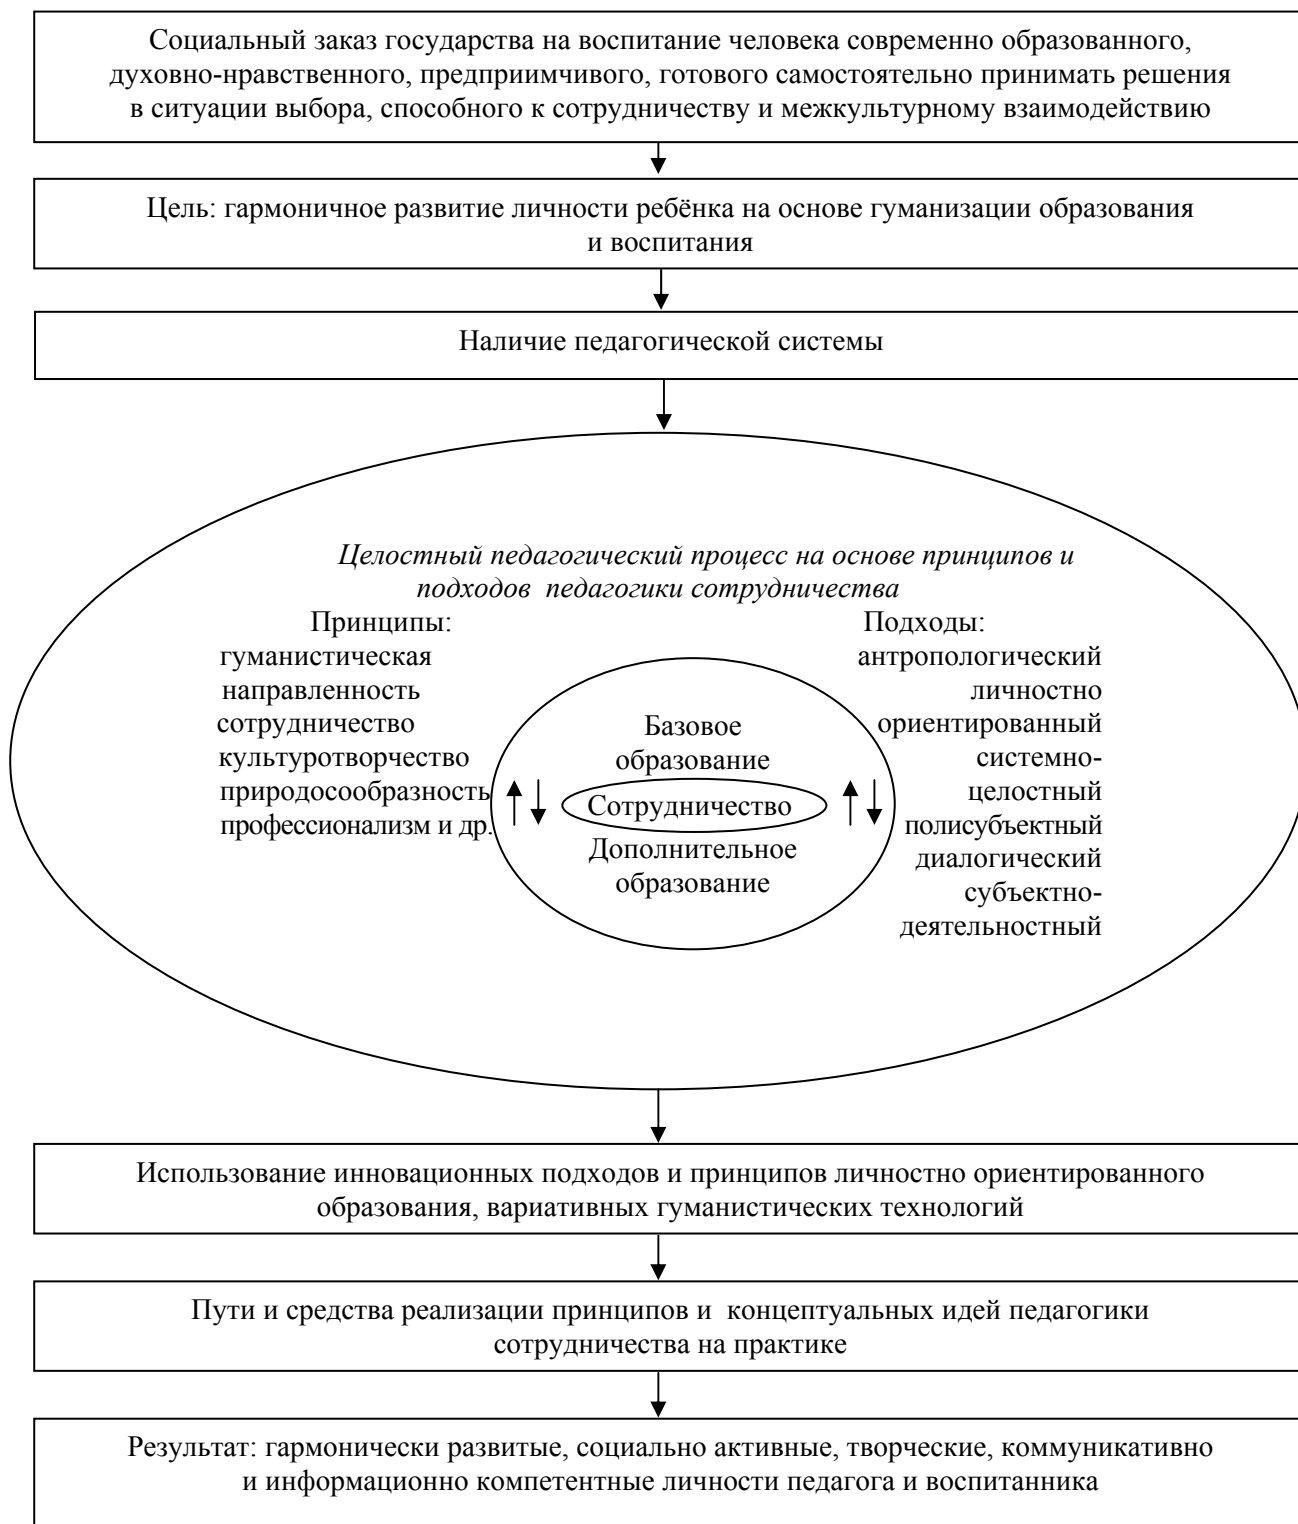 Социальный заказ государства на воспитание человека современно образованного,
духовно-нравственного, предприимчивого, готового самостоятельно принимать решения
в ситуации выбора, способного к сотрудничеству и межкультурному взаимодействию
Цель: гармоничное развитие личности ребёнка на основе гуманизации образования
и воспитания
Наличие педагогической системы
Целостный педагогический процесс на основе принципов и
подходов педагогики сотрудничества
Принципы:
гуманистическая
направленность
сотрудничество
культуротворчество
природосообразность
профессионализм и др.
Базовое
образование
Сотрудничество
Дополнительное
образование
Подходы:
антропологический
личностно
ориентированный
системно-
целостный
полисубъектный
диалогический
субъектно-
деятельностный
Использование инновационных подходов и принципов личностно ориентированного
образования, вариативных гуманистических технологий
Пути и средства реализации принципов и концептуальных идей педагогики
сотрудничества на практике
Результат: гармонически развитые, социально активные, творческие, коммуникативно
и информационно компетентные личности педагога и воспитанника